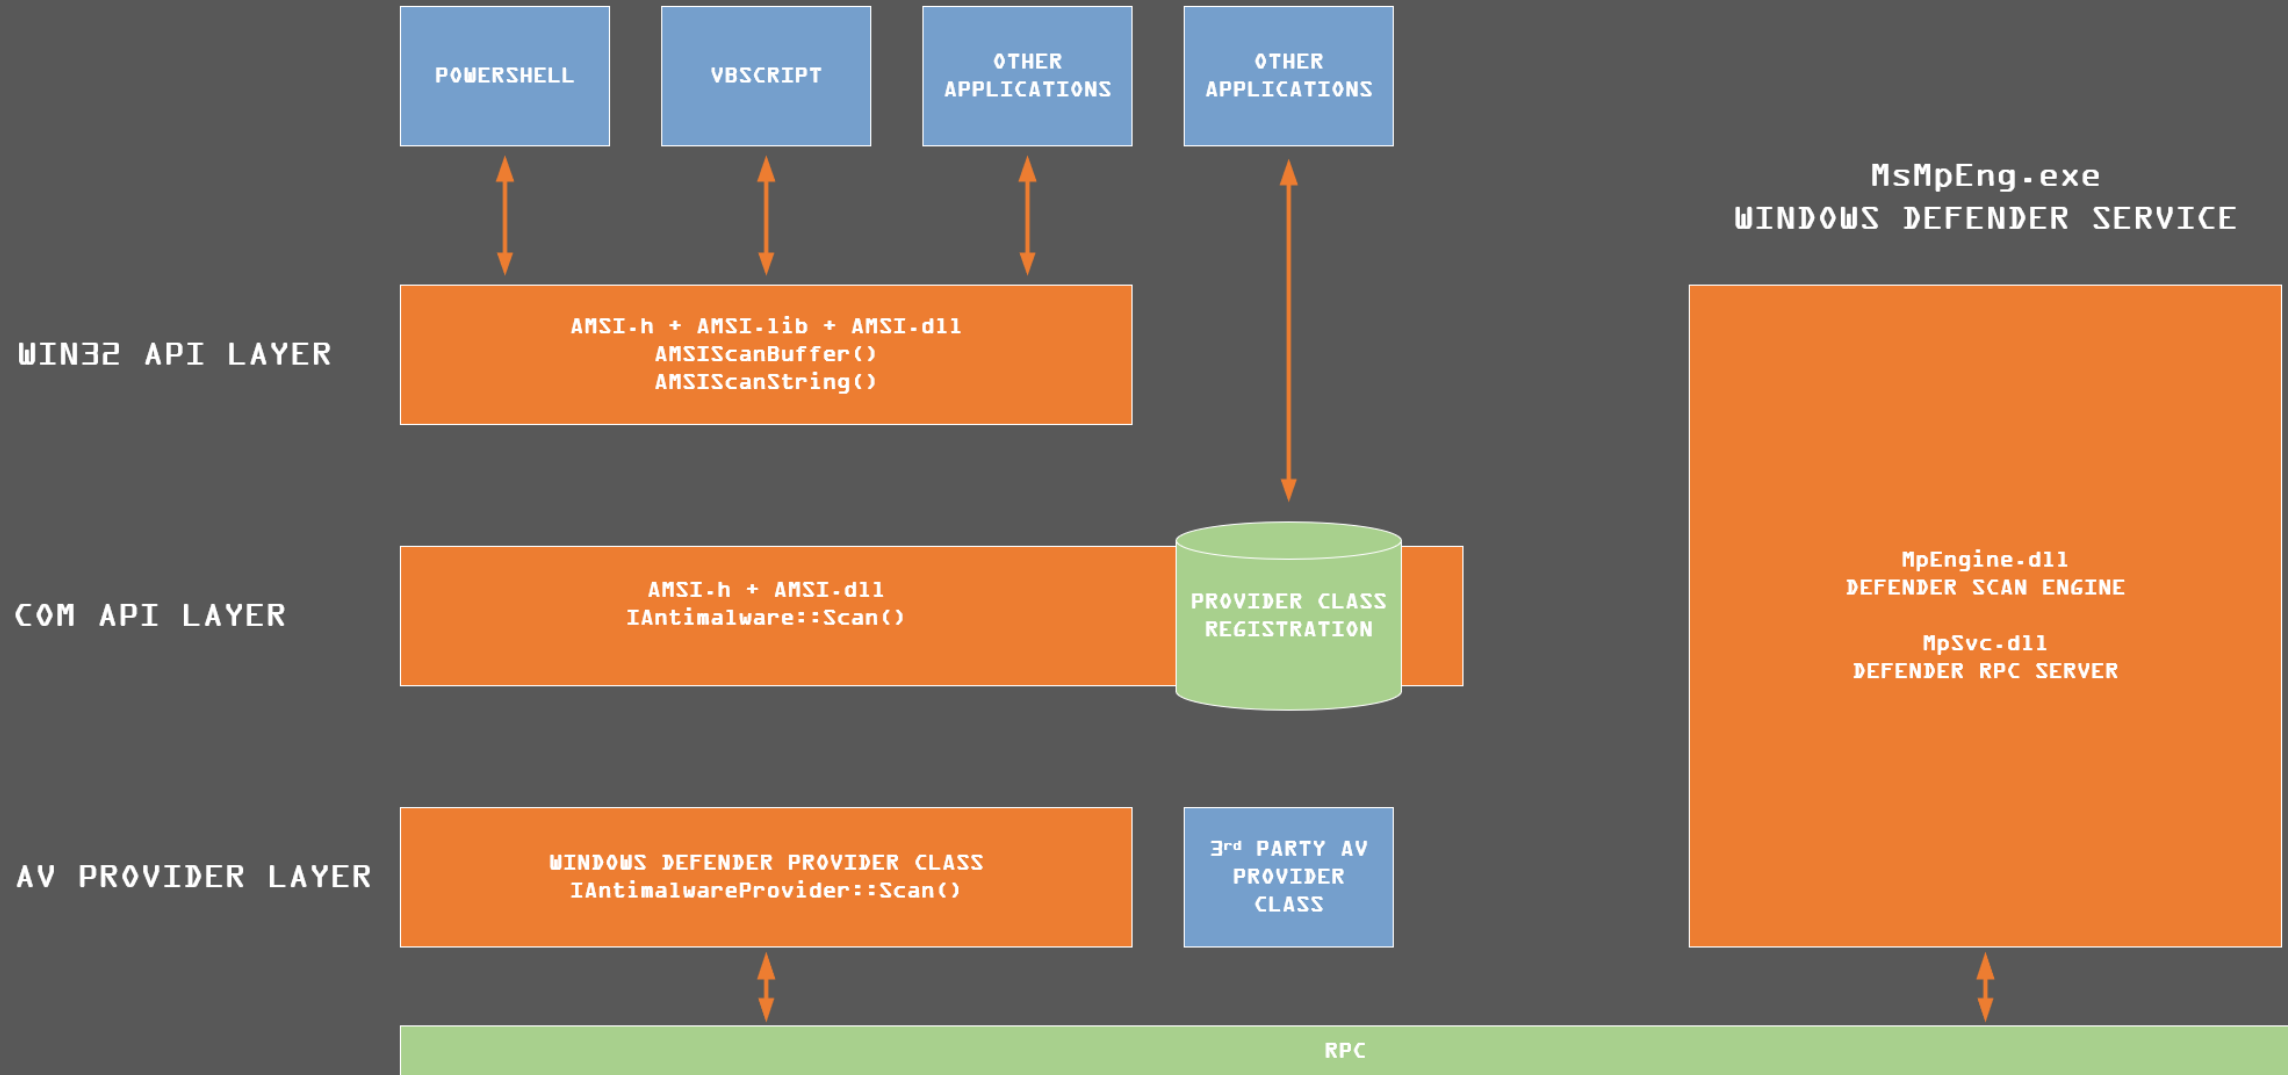 POWERSHELL
VBSCRIPT
OTHER
APPLICATIONS
OTHER
APPLICATIONS
MsMpEng.exe
WINDOWS DEFENDER SERVICE
WIN32 API LAYER
AMSI.h + AMSI.lib + AMSI.dll
AMSIScanBuffer()
AMSIScanString()
COM API LAYER
AMSI.h + AMSI.dll
IAntimalware::Scan()
PROVIDER CLASS
REGISTRATION
MpEngine.dll
DEFENDER SCAN ENGINE
MpSvc.dll
DEFENDER RPC SERVER
AV PROVIDER LAYER
WINDOWS DEFENDER PROVIDER CLASS
IAntimalwareProvider::Scan()
3rd PARTY AV
PROVIDER
CLASS
RPC